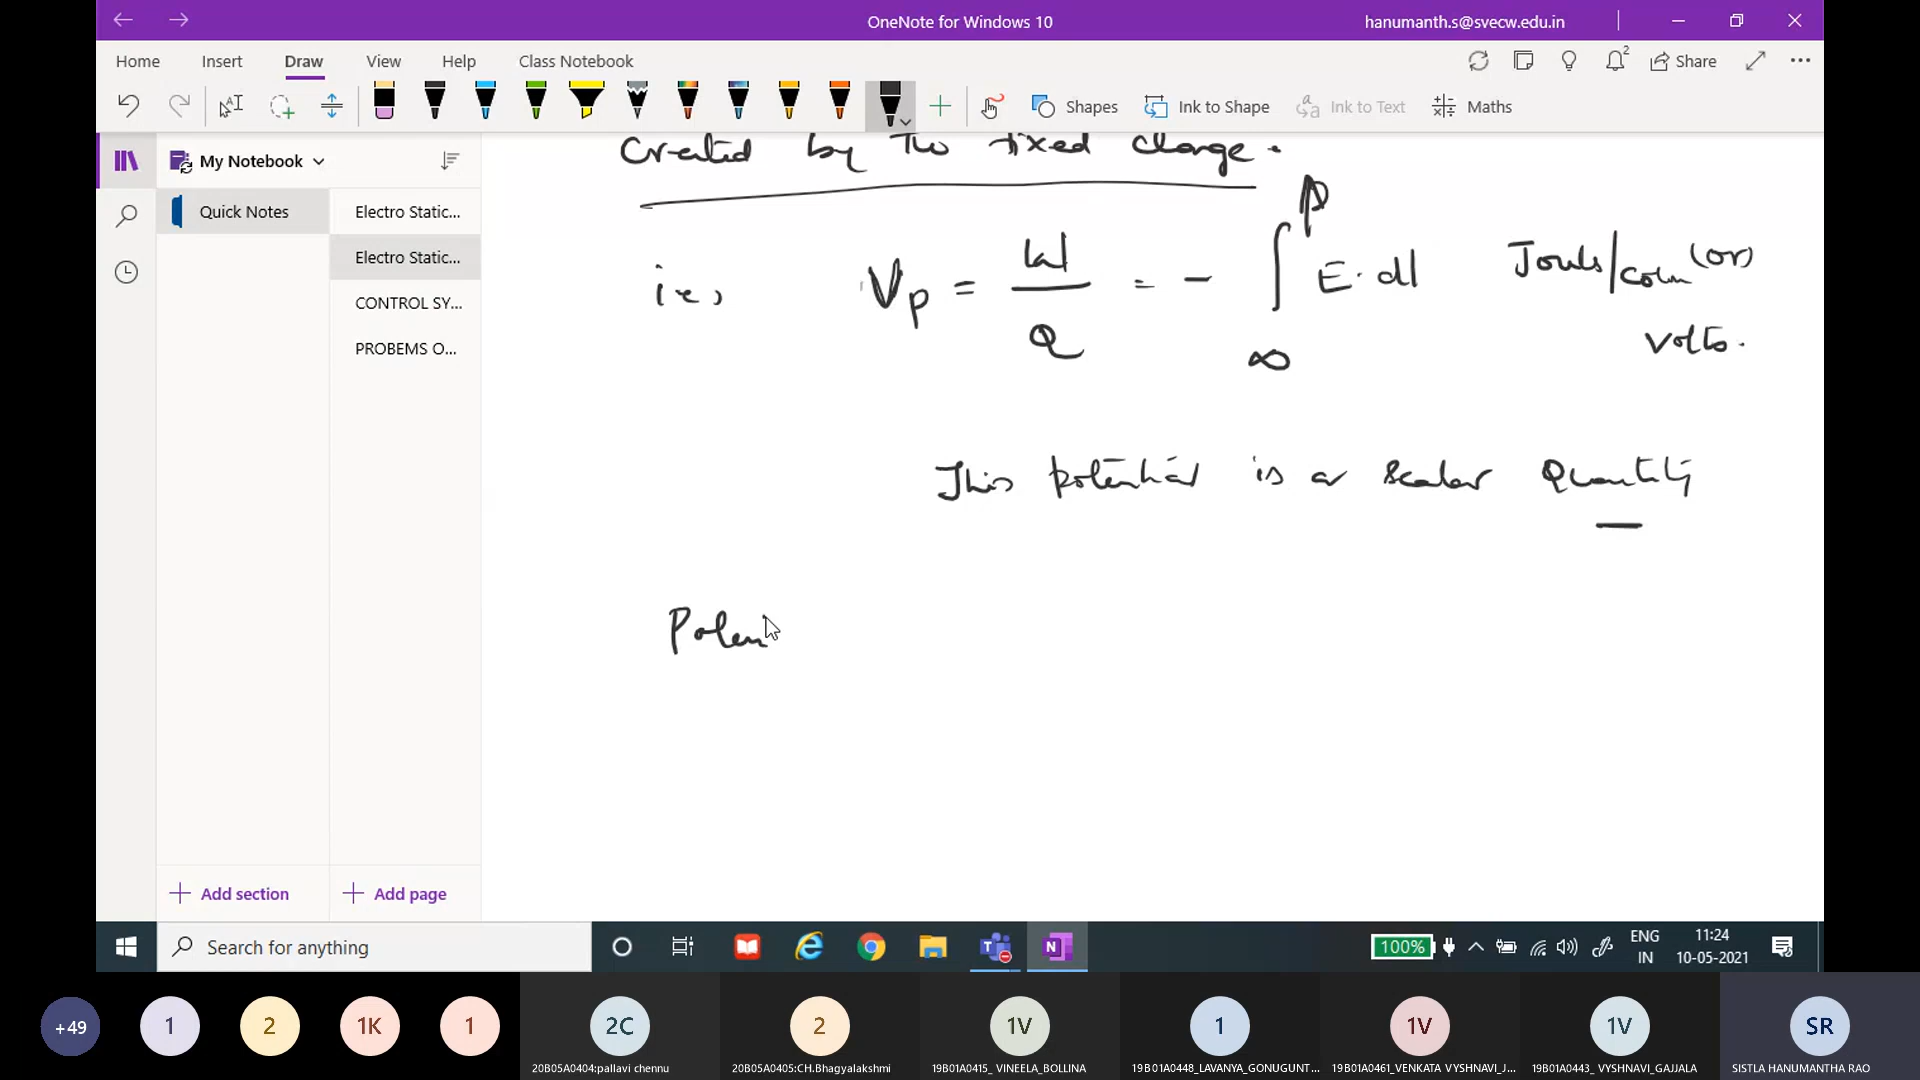 OneNote for Windows 10
hanumanth.s@svecw.edu.in
Home Insert Draw View Help Class Notebook
2
Share
Shapes
Ink to Shape
Ink to Text
Maths
My Notebook
Quick Notes
Electro Static...
Electro Static...
CONTROL SY...
PROBEMS O...
Add section
Add page
Created by the fixed charge.
i.e, Vp = W/Q = - ∫ E·dl Jouls/Coln (or)
P
∞
Volts.
This potential is a scalar Quantity
Poten
Search for anything
100%
ENG
IN
11:24
10-05-2021
+49
1
2
1K
1
2C
20B05A0404:pallavi chennu
2
20B05A0405:CH.Bhagyalakshmi
1V
19B01A0415_ VINEELA_BOLLINA
1
19B01A0448_LAVANYA_GONUGUNT...
1V
19B01A0461_VENKATA VYSHNAVI_J...
1V
19B01A0443_ VYSHNAVI_GAJJALA
SR
SISTLA HANUMANTHA RAO